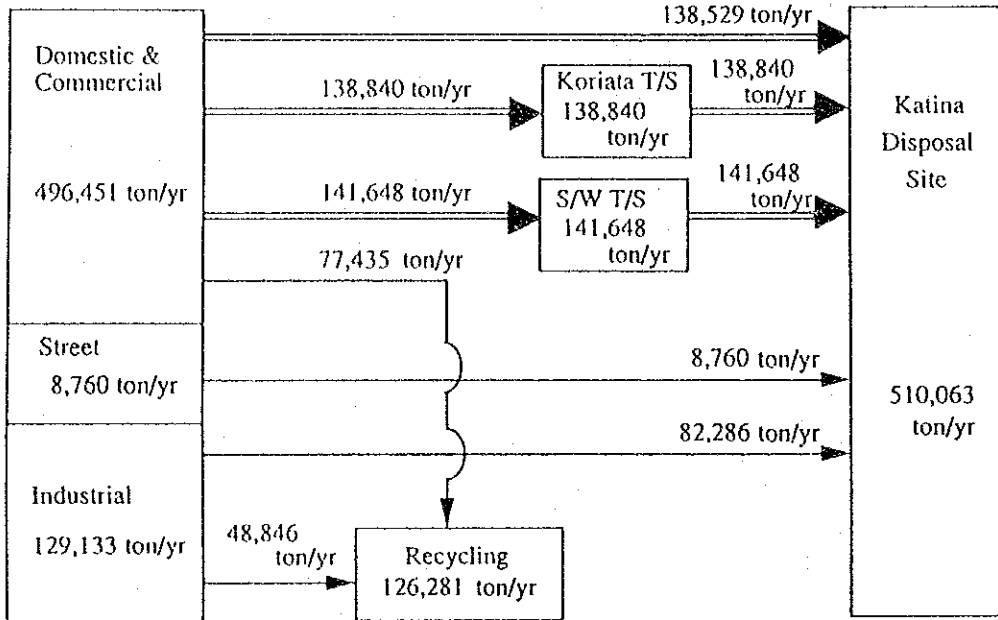 Domestic &
Commercial
496,451 ton/yr
138,529 ton/yr
138,840 ton/yr
Koriata T/S
138,840
ton/yr
138,840
ton/yr
141,648 ton/yr
S/W T/S
141,648
ton/yr
141,648
ton/yr
77,435 ton/yr
Katina
Disposal
Site
510,063
ton/yr
Street
8,760 ton/yr
8,760 ton/yr
82,286 ton/yr
Industrial
129,133 ton/yr
48,846
ton/yr
Recycling
126,281 ton/yr